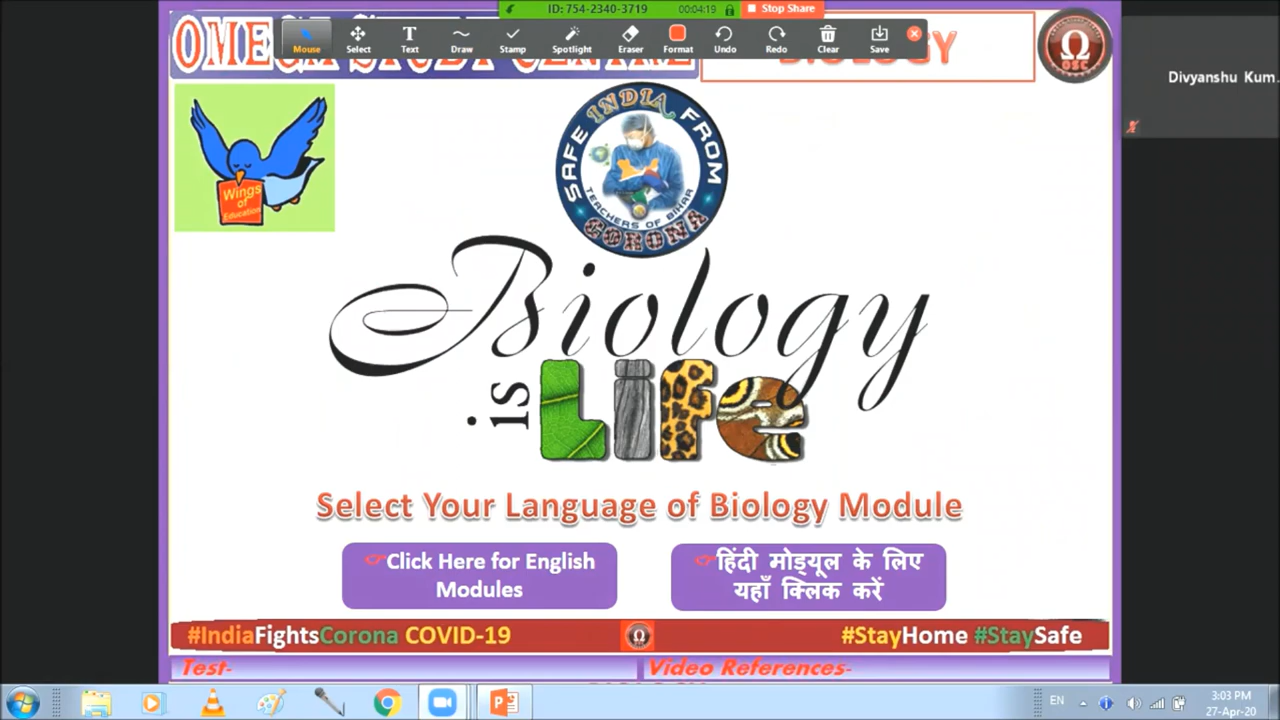 ID: 754-2340-3719
00:04:19
Stop Share
Mouse
Select
Text
Draw
Stamp
Spotlight
Eraser
Format
Undo
Redo
Clear
Save
STUDY CENTRE
OSC
Divyanshu Kum...
Wings
of
Education
SAFE INDIA FROM
TEACHERS OF BIHAR
CORONA
Biology
is Life
Select Your Language of Biology Module
Click Here for English
Modules
हिंदी मोड्यूल के लिए
यहाँ क्लिक करें
#IndiaFightsCorona COVID-19
#StayHome #StaySafe
Test-
Video References-
EN
3:03 PM
27-Apr-20